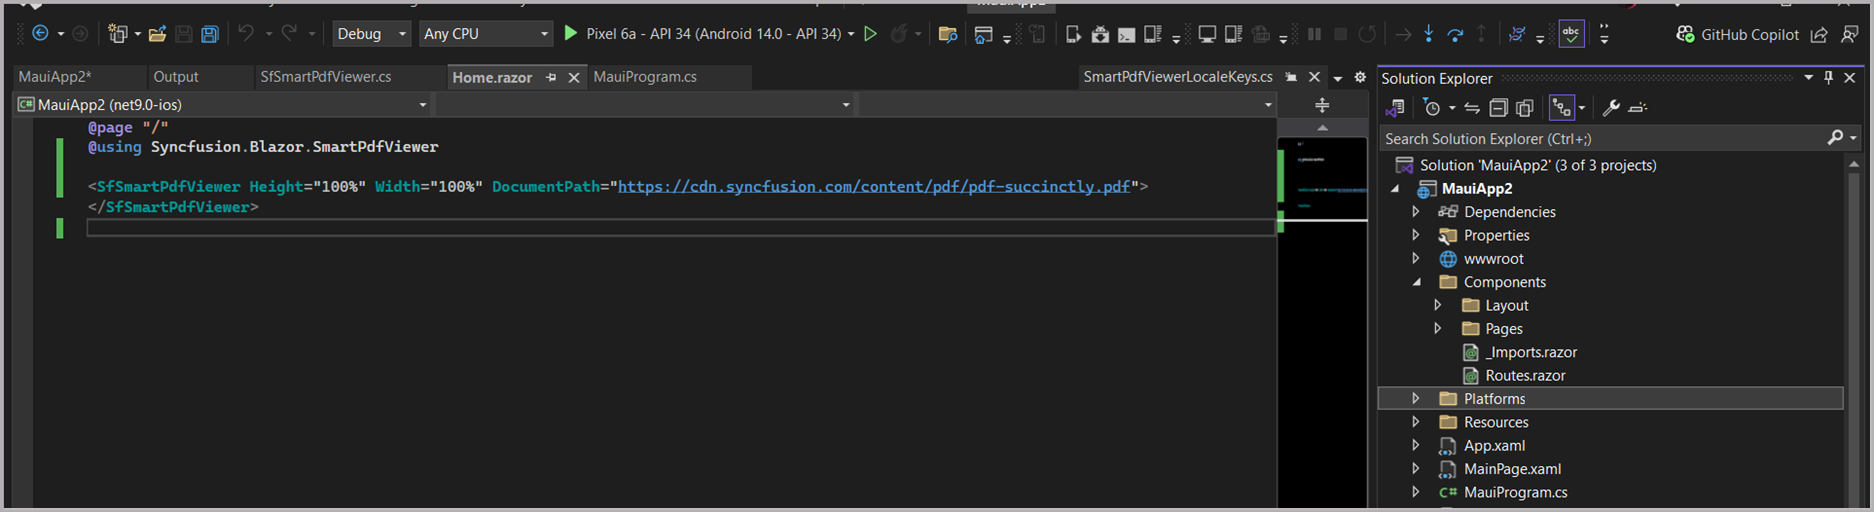 MauiApp2
Debug
Any CPU
Pixel 6a - API 34 (Android 14.0 - API 34)
abc
GitHub Copilot
MauiApp2*
Output
SfSmartPdfViewer.cs
Home.razor
MauiProgram.cs
SmartPdfViewerLocaleKeys.cs
C# MauiApp2 (net9.0-ios)
@page "/"
@using Syncfusion.Blazor.SmartPdfViewer
<SfSmartPdfViewer Height="100%" Width="100%" DocumentPath="https://cdn.syncfusion.com/content/pdf/pdf-succinctly.pdf">
</SfSmartPdfViewer>
Solution Explorer
Search Solution Explorer (Ctrl+;)
Solution 'MauiApp2' (3 of 3 projects)
MauiApp2
Dependencies
Properties
wwwroot
Components
Layout
Pages
_Imports.razor
Routes.razor
Platforms
Resources
App.xaml
MainPage.xaml
C# MauiProgram.cs